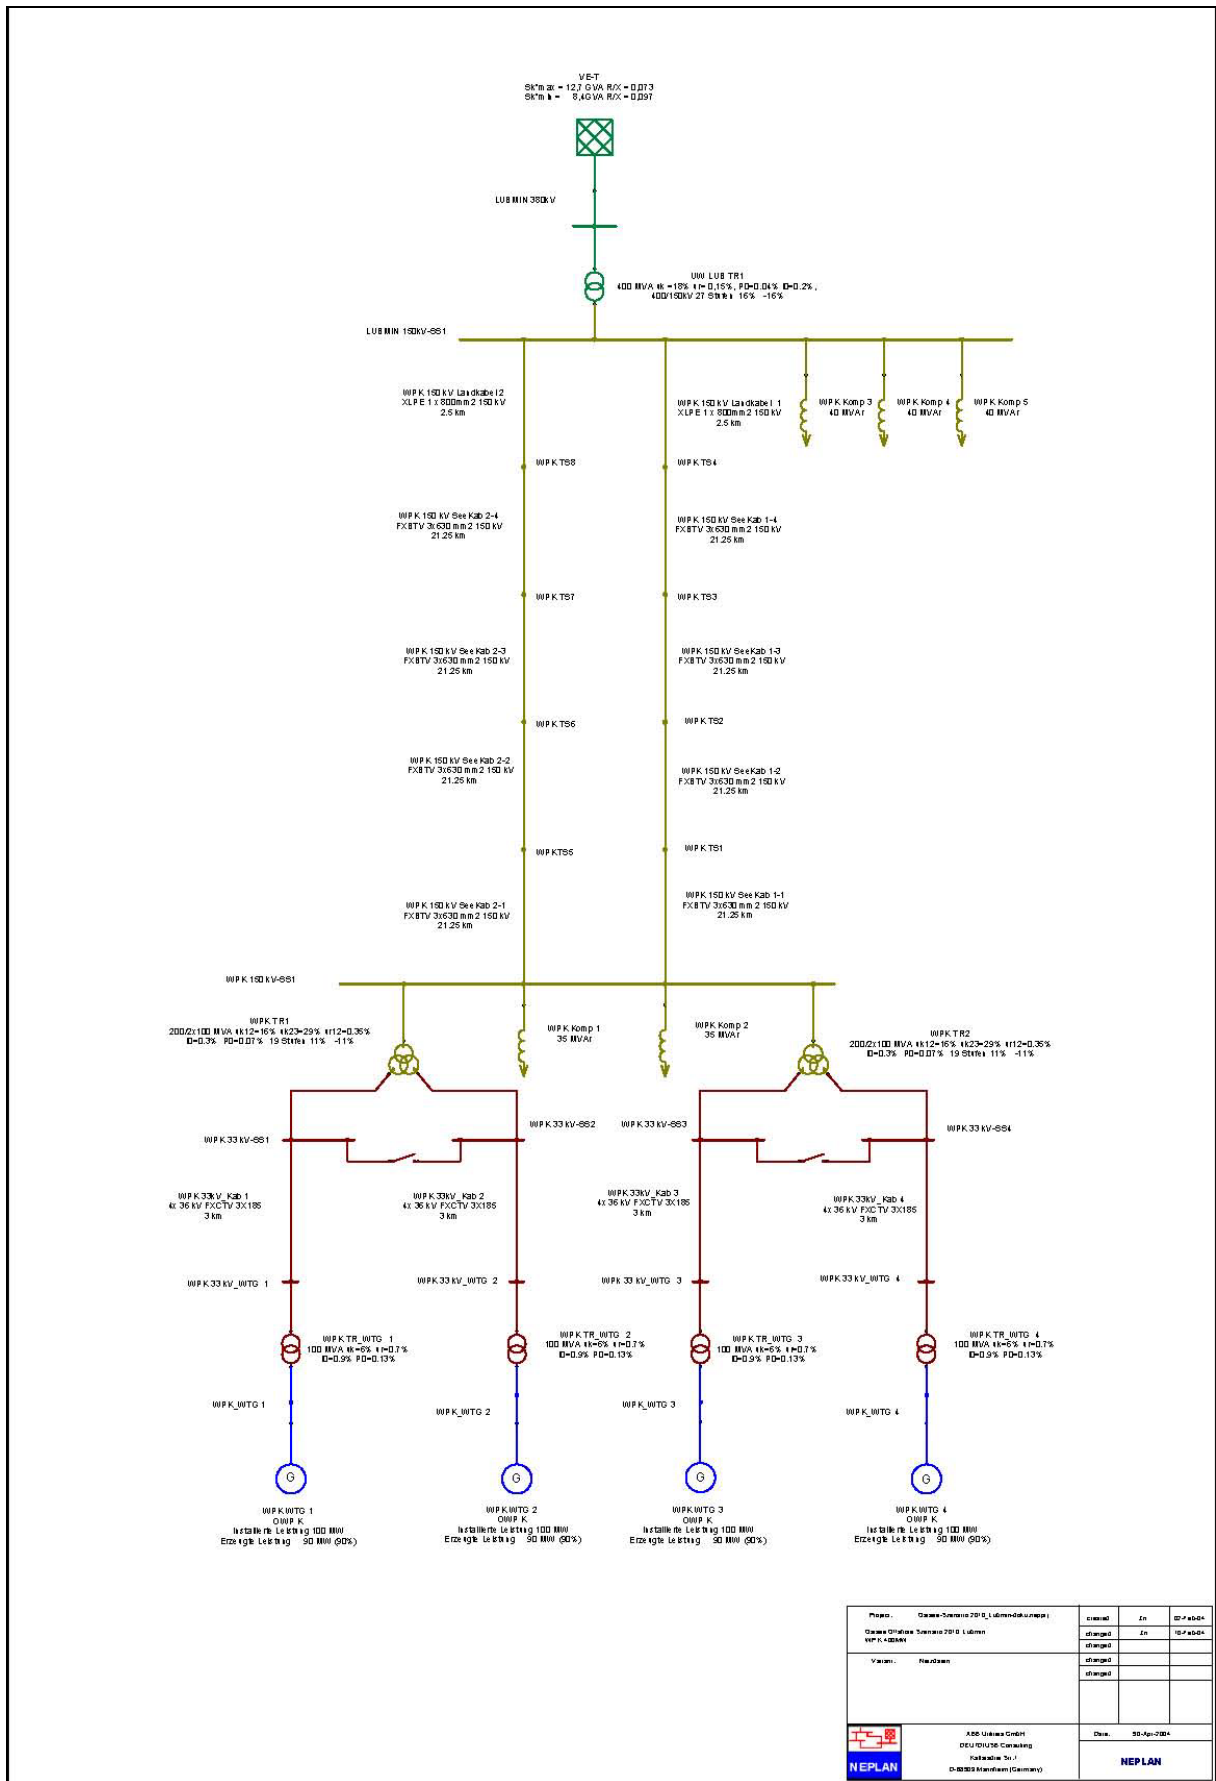 VE-T
Sk"max = 12,7 GVA R/X = 0,073
Sk"min = 8,4GVA R/X = 0,097
LUBMIN 380kV
UW LUB TR1
400 MVA uk =18% ur= 0,15%, P0=0.04% I0=0.2%,
400/150kV 27 Stufen 16% -16%
LUBMIN 150kV-SS1
WPK 150 kV Landkabel 2
XLPE 1 x 800mm2 150 kV
2.5 km
WPK 150 kV Landkabel 1
XLPE 1 x 800mm2 150 kV
2.5 km
WPK Komp 3
40 MVAr
WPK Komp 4
40 MVAr
WPK Komp 5
40 MVAr
WPK TS8
WPK TS4
WPK 150 kV See Kab 2-4
FXBTV 3x630 mm2 150 kV
21.25 km
WPK 150 kV See Kab 1-4
FXBTV 3x630 mm2 150 kV
21.25 km
WPK TS7
WPK TS3
WPK 150 kV See Kab 2-3
FXBTV 3x630 mm2 150 kV
21.25 km
WPK 150 kV See Kab 1-3
FXBTV 3x630 mm2 150 kV
21.25 km
WPK TS6
WPK TS2
WPK 150 kV See Kab 2-2
FXBTV 3x630 mm2 150 kV
21.25 km
WPK 150 kV See Kab 1-2
FXBTV 3x630 mm2 150 kV
21.25 km
WPKTS5
WPK TS1
WPK 150 kV See Kab 2-1
FXBTV 3x630 mm2 150 kV
21.25 km
WPK 150 kV See Kab 1-1
FXBTV 3x630 mm2 150 kV
21.25 km
WPK 150 kV-SS1
WPK TR1
200/2x100 MVA uk12=16% uk23=29% ur12=0.36%
I0=0.3% P0=0.07% 19 Stufen 11% -11%
WPK Komp 1
35 MVAr
WPK Komp 2
35 MVAr
WPK TR2
200/2x100 MVA uk12=16% uk23=29% ur12=0.36%
I0=0.3% P0=0.07% 19 Stufen 11% -11%
WPK 33 kV-SS1
WPK 33 kV-SS2
WPK 33 kV-SS3
WPK 33 kV-SS4
WPK 33kV_Kab 1
4x 36 kV FXCTV 3X185
3 km
WPK 33kV_Kab 2
4x 36 kV FXCTV 3X185
3 km
WPK 33kV_Kab 3
4x 36 kV FXCTV 3X185
3 km
WPK 33kV_Kab 4
4x 36 kV FXCTV 3X185
3 km
WPK 33 kV_WTG 1
WPK 33 kV_WTG 2
WPK 33 kV_WTG 3
WPK 33 kV_WTG 4
WPK TR_WTG 1
100 MVA uk=6% ur=0.7%
I0=0.9% P0=0.13%
WPK TR_WTG 2
100 MVA uk=6% ur=0.7%
I0=0.9% P0=0.13%
WPK TR_WTG 3
100 MVA uk=6% ur=0.7%
I0=0.9% P0=0.13%
WPK TR_WTG 4
100 MVA uk=6% ur=0.7%
I0=0.9% P0=0.13%
WPK_WTG 1
WPK_WTG 2
WPK_WTG 3
WPK_WTG 4
G
G
G
G
WPK WTG 1
OWP K
Installierte Leistung 100 MW
Erzeugte Leistung 90 MW (90%)
WPK WTG 2
OWP K
Installierte Leistung 100 MW
Erzeugte Leistung 90 MW (90%)
WPK WTG 3
OWP K
Installierte Leistung 100 MW
Erzeugte Leistung 90 MW (90%)
WPK WTG 4
OWP K
Installierte Leistung 100 MW
Erzeugte Leistung 90 MW (90%)
Project:
created
changed
Ostsee Offshore Szenario 2010 Lubmin
WPK 400MW
changed
Variant:
changed
changed
ABB Utilities GmbH
Consulting
Kallstadter Str.1
Mannheim (Germany)
Date: 30-Apr-2004
NEPLAN
NEPLAN